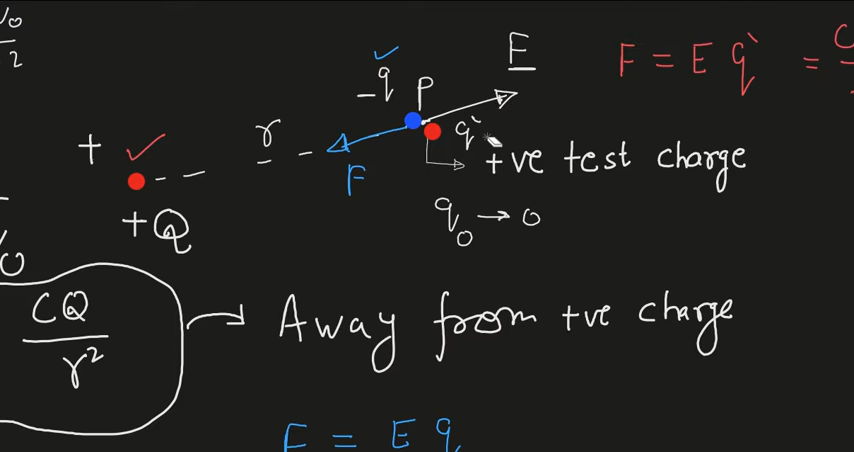 F = E q' =
-q P E
+ r q' +ve test charge
F
+Q q₀ → 0
CQ / r² → Away from +ve charge
F = E q